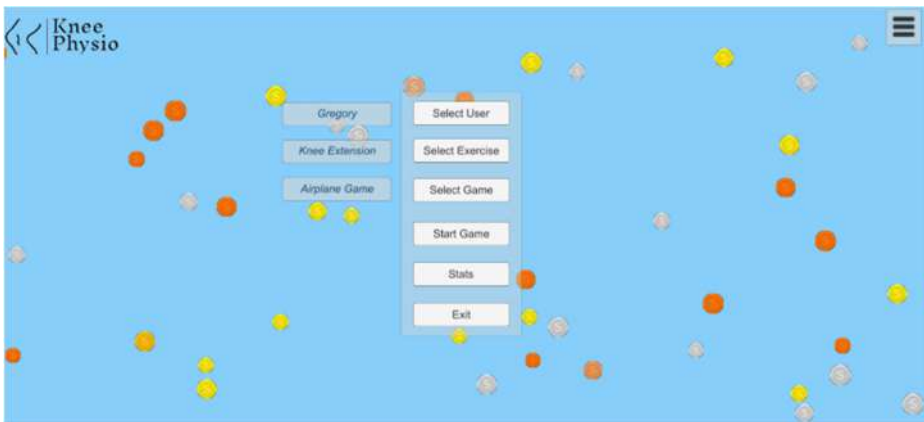 Knee
Physio
Gregory
Select User
Knee Extension
Select Exercise
Airplane Game
Select Game
Start Game
Stats
Exit